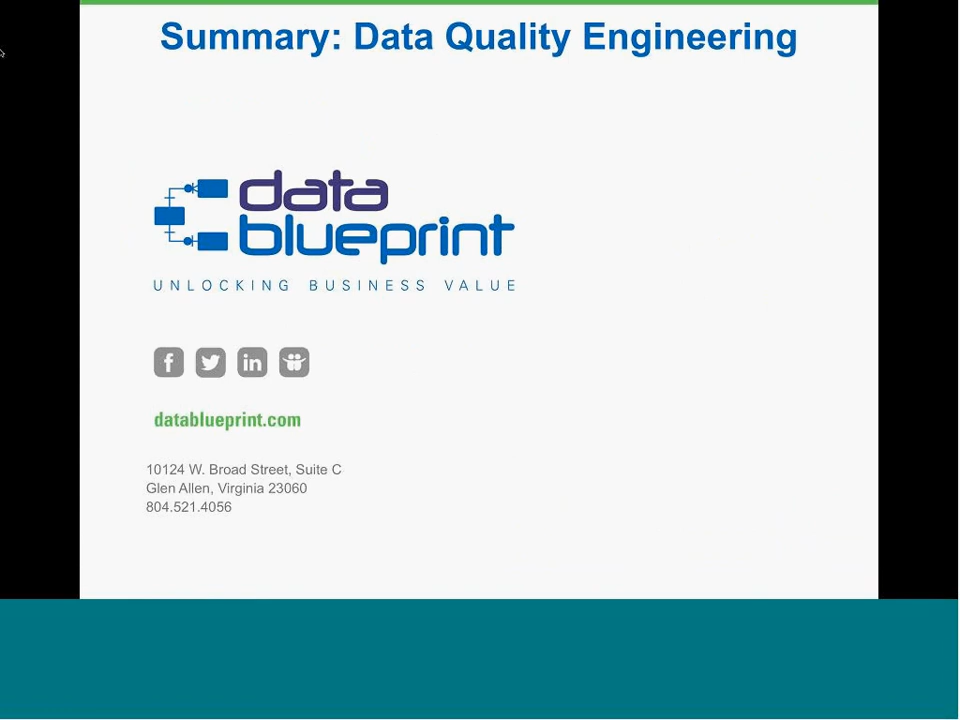 Summary: Data Quality Engineering
data
blueprint
UNLOCKING BUSINESS VALUE
datablueprint.com
10124 W. Broad Street, Suite C
Glen Allen, Virginia 23060
804.521.4056